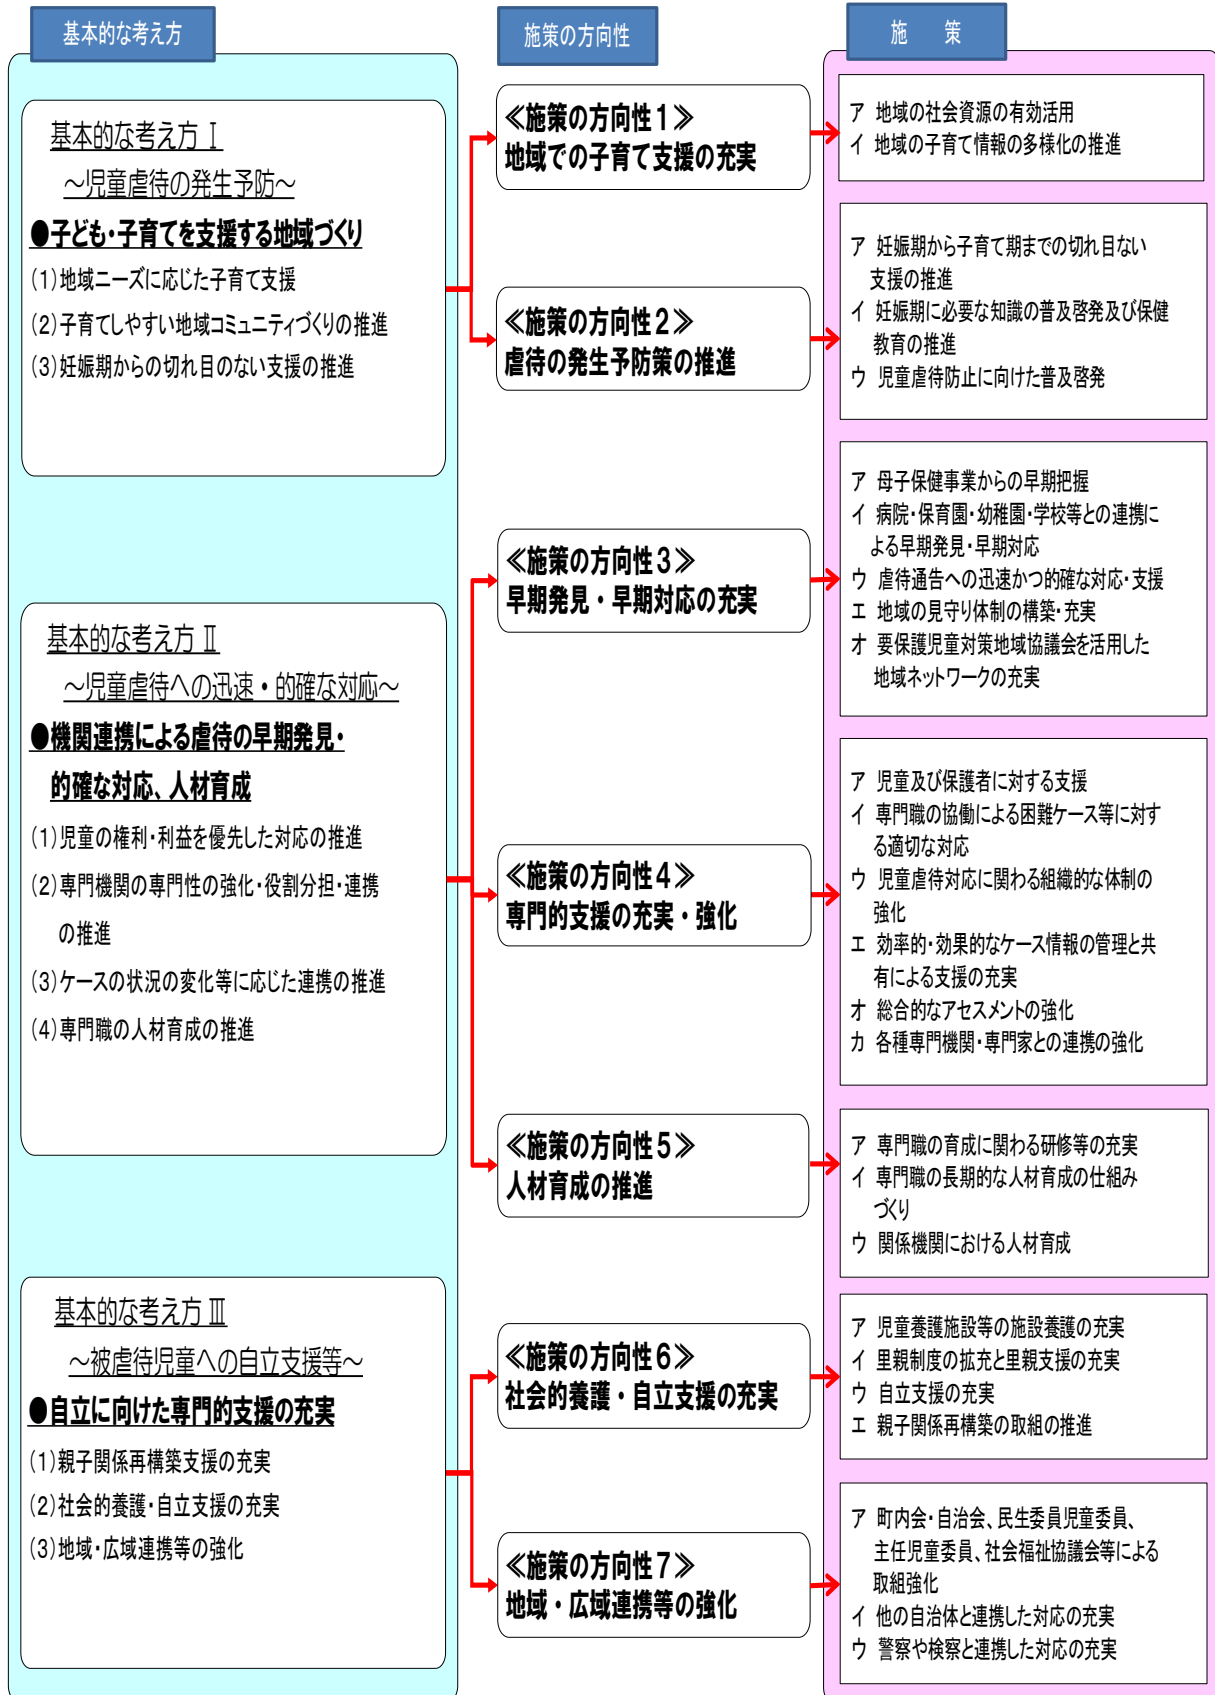 基本的な考え方
施策の方向性
施 策
基本的な考え方 Ⅰ
～児童虐待の発生予防～
●子ども・子育てを支援する地域づくり
(1)地域ニーズに応じた子育て支援
(2)子育てしやすい地域コミュニティづくりの推進
(3)妊娠期からの切れ目のない支援の推進
≪施策の方向性１≫
地域での子育て支援の充実
ア 地域の社会資源の有効活用
イ 地域の子育て情報の多様化の推進
≪施策の方向性２≫
虐待の発生予防策の推進
ア 妊娠期から子育て期までの切れ目ない
支援の推進
イ 妊娠期に必要な知識の普及啓発及び保健
教育の推進
ウ 児童虐待防止に向けた普及啓発
基本的な考え方 Ⅱ
～児童虐待への迅速・的確な対応～
●機関連携による虐待の早期発見・
的確な対応、人材育成
(1)児童の権利・利益を優先した対応の推進
(2)専門機関の専門性の強化・役割分担・連携
の推進
(3)ケースの状況の変化等に応じた連携の推進
(4)専門職の人材育成の推進
≪施策の方向性３≫
早期発見・早期対応の充実
ア 母子保健事業からの早期把握
イ 病院・保育園・幼稚園・学校等との連携に
よる早期発見・早期対応
ウ 虐待通告への迅速かつ的確な対応・支援
エ 地域の見守り体制の構築・充実
オ 要保護児童対策地域協議会を活用した
地域ネットワークの充実
≪施策の方向性４≫
専門的支援の充実・強化
ア 児童及び保護者に対する支援
イ 専門職の協働による困難ケース等に対す
る適切な対応
ウ 児童虐待対応に関わる組織的な体制の
強化
エ 効率的・効果的なケース情報の管理と共
有による支援の充実
オ 総合的なアセスメントの強化
カ 各種専門機関・専門家との連携の強化
≪施策の方向性５≫
人材育成の推進
ア 専門職の育成に関わる研修等の充実
イ 専門職の長期的な人材育成の仕組み
づくり
ウ 関係機関における人材育成
基本的な考え方 Ⅲ
～被虐待児童への自立支援等～
●自立に向けた専門的支援の充実
(1)親子関係再構築支援の充実
(2)社会的養護・自立支援の充実
(3)地域・広域連携等の強化
≪施策の方向性６≫
社会的養護・自立支援の充実
ア 児童養護施設等の施設養護の充実
イ 里親制度の拡充と里親支援の充実
ウ 自立支援の充実
エ 親子関係再構築の取組の推進
≪施策の方向性７≫
地域・広域連携等の強化
ア 町内会・自治会、民生委員児童委員、
主任児童委員、社会福祉協議会等による
取組強化
イ 他の自治体と連携した対応の充実
ウ 警察や検察と連携した対応の充実